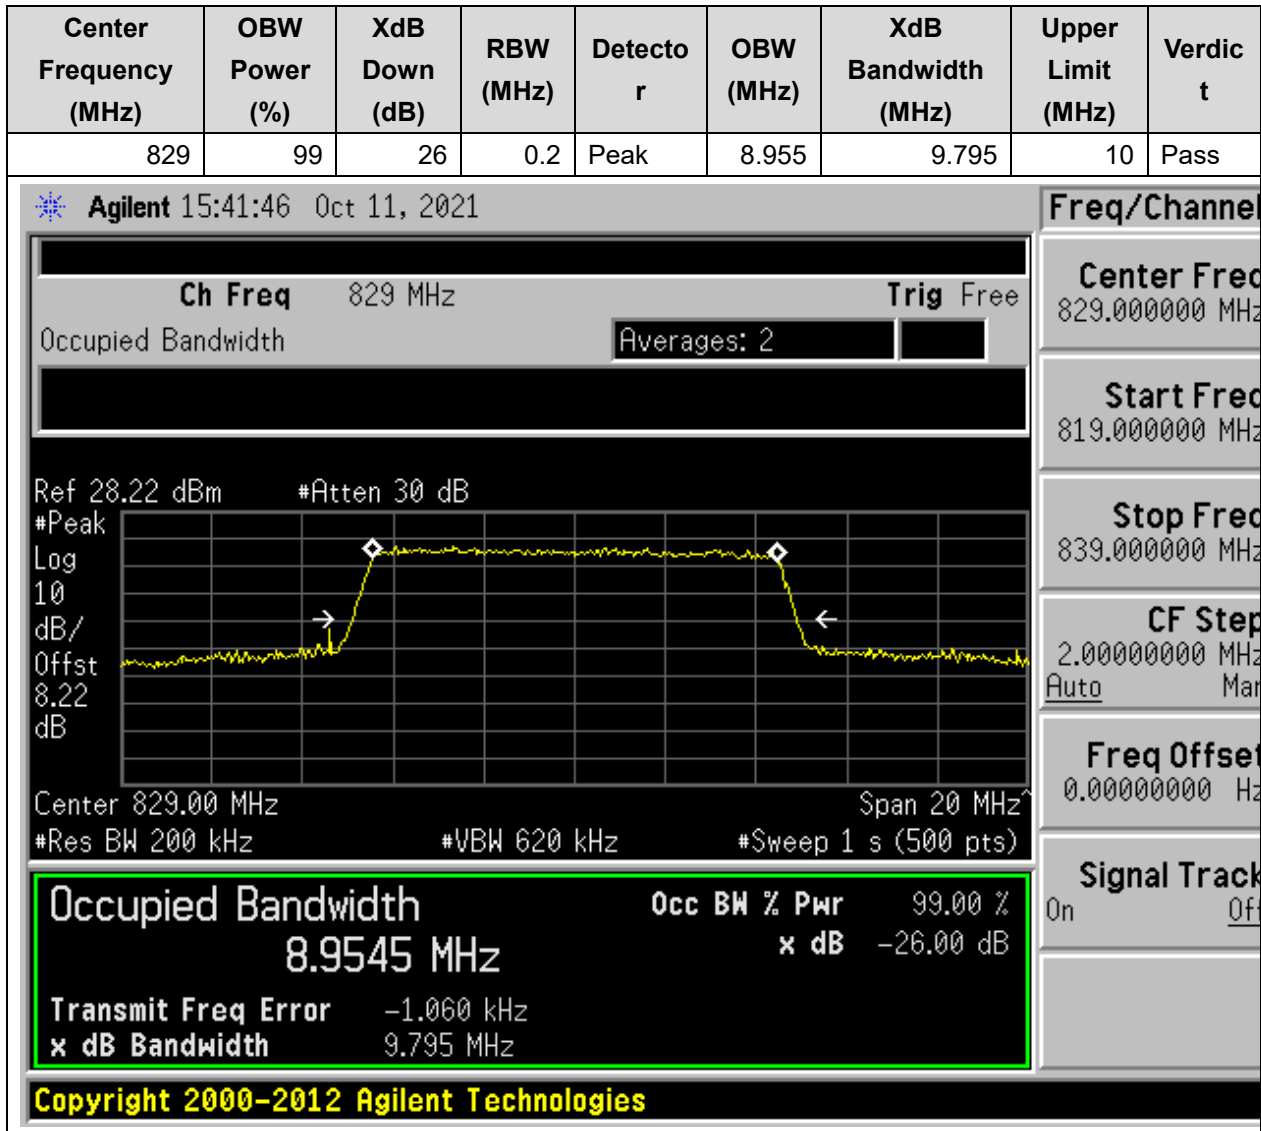 Center Frequency (MHz) OBW Power (%) XdB Down (dB) RBW (MHz) Detecto r OBW (MHz) XdB Bandwidth (MHz) Upper Limit (MHz) Verdic t
829 99 26 0.2 Peak 8.955 9.795 10 Pass
Agilent 15:41:46 Oct 11, 2021
Freq/Channel
Ch Freq 829 MHz Trig Free
Occupied Bandwidth Averages: 2
Center Freq
829.000000 MHz
Start Freq
819.000000 MHz
Stop Freq
839.000000 MHz
CF Step
2.00000000 MHz
Auto Man
Freq Offset
0.00000000 Hz
Signal Track
On Off
Ref 28.22 dBm #Atten 30 dB
#Peak
Log
10
dB/
Offst
8.22
dB
Center 829.00 MHz Span 20 MHz^
#Res BW 200 kHz #VBW 620 kHz #Sweep 1 s (500 pts)
Occupied Bandwidth Occ BW % Pwr 99.00 %
8.9545 MHz x dB -26.00 dB
Transmit Freq Error -1.060 kHz
x dB Bandwidth 9.795 MHz
Copyright 2000-2012 Agilent Technologies